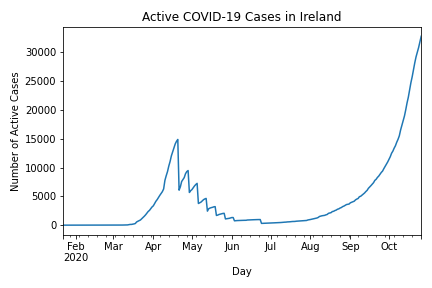 Active COVID-19 Cases in Ireland
Number of Active Cases
30000
25000
20000
15000
10000
5000
0
Feb Mar Apr May Jun Jul Aug Sep Oct
2020
Day